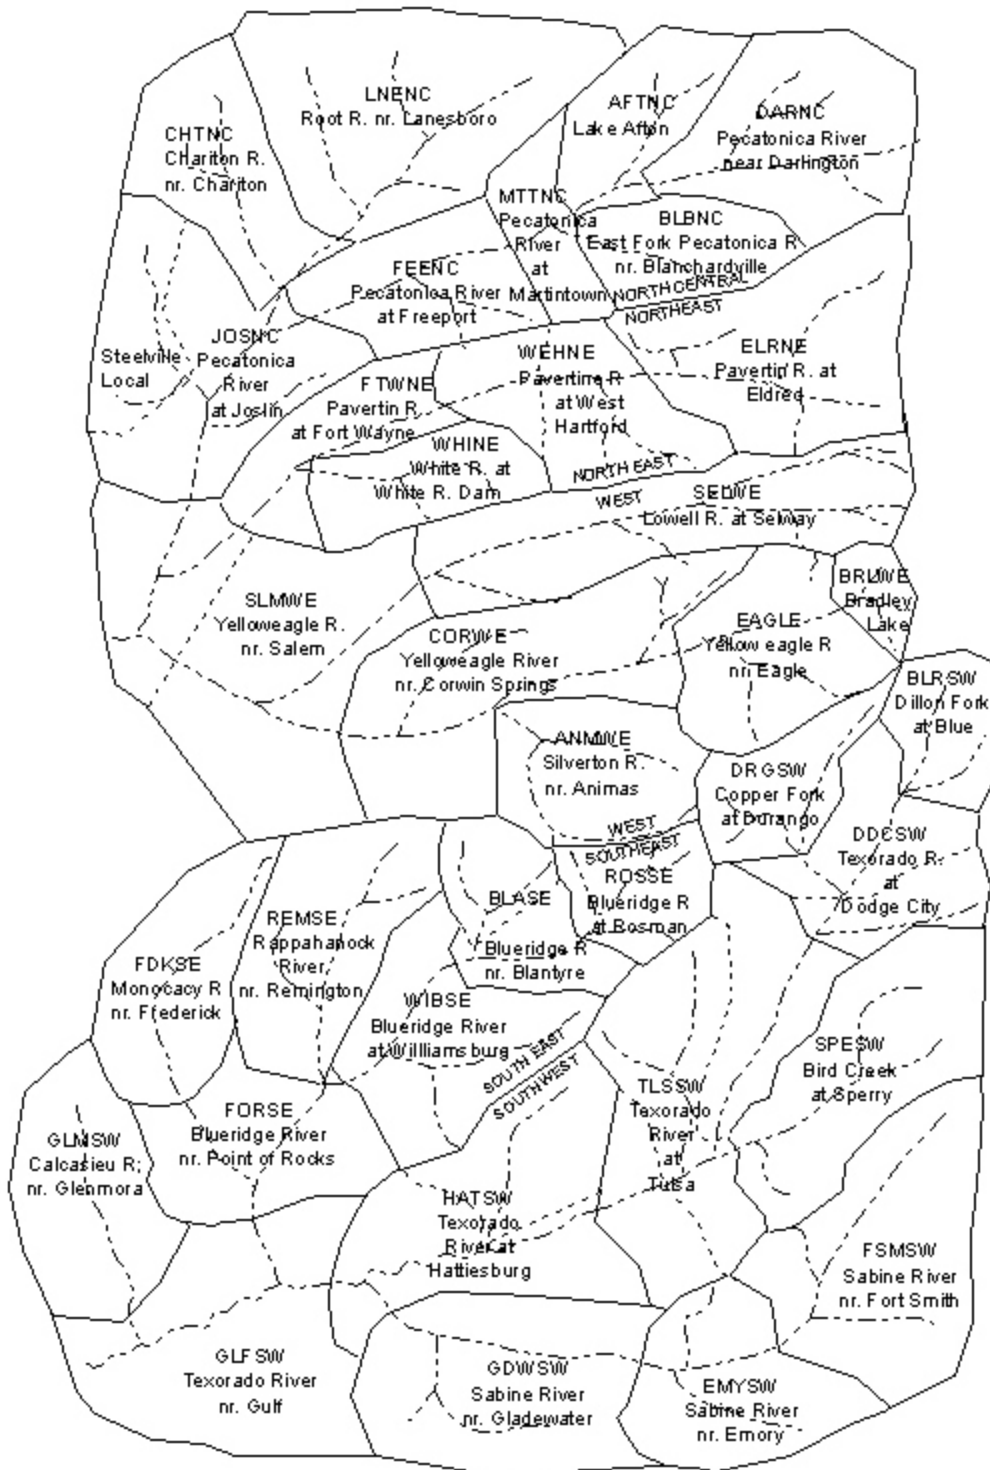 LNENC
Root R. nr. Lanesboro
AFTNC
Lake Afton
DARNC
Pecatonica River
near Darlington
CHTNC
Chariton R.
nr. Chariton
MTTNC
Pecatonica
River
at
Martintown
BLBNC
East Fork Pecatonica R
nr. Blanchardville
FEENC
Pecatonica River
at Freeport
NORTH CENTRAL
NORTHEAST
JOSNC
Pecatonica
River
at Joslin
Steelville
Local
WEHNE
Pavertine R
at West
Hartford
ELRNE
Pavertin R. at
Eldred
FTWNE
Pavertin R.
at Fort Wayne
WHINE
White R. at
White R. Dam
NORTH EAST
WEST
SELWE
Lowell R. at Selway
BRLWE
Bradley
Lake
SLMWE
Yelloweagle R.
nr. Salem
CORWE
Yelloweagle River
nr. Corwin Springs
EAGLE
Yellow eagle R
nr. Eagle
BLRSW
Dillon Fork
at Blue
ANMWE
Silverton R.
nr. Animas
DRGSW
Copper Fork
at Durango
WEST
SOUTHEAST
DDCSW
Texorado R.
at
Dodge City
ROSSE
Blueridge R
at Rosman
BLASE
Blueridge R
nr. Blantyre
REMSE
Rappahanock
River,
nr. Remington
FDKSE
Monocacy R
nr. Frederick
WIBSE
Blueridge River
at Willliamsburg
SOUTH EAST
SOUTHWEST
SPESW
Bird Creek
at Sperry
TLSSW
Texorado
River
at
Tulsa
FORSE
Blueridge River
nr. Point of Rocks
GLMSW
Calcasieu R;
nr. Glenmora
HATSW
Texorado
River at
Hattiesburg
FSMSW
Sabine River
nr. Fort Smith
GLFSW
Texorado River
nr. Gulf
GDWSW
Sabine River
nr. Gladewater
EMYSW
Sabine River
nr. Emory